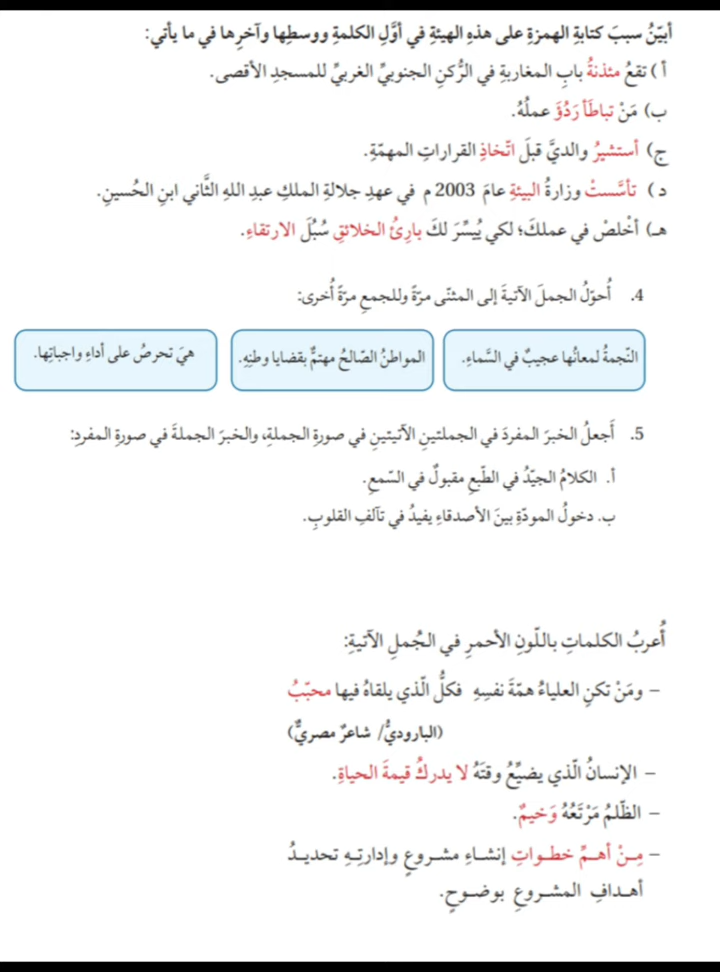 أبيّنُ سببَ كتابةِ الهمزةِ على هذهِ الهيئةِ في أوَّلِ الكلمةِ ووسطِها وآخرِها في ما يأتي:
أ ) تقعُ مئذنةُ بابِ المغاربةِ في الرُّكنِ الجنوبيِّ الغربيِّ للمسجدِ الأقصى.
ب) مَنْ تباطَأَ رَدُؤَ عملُهُ.
ج) أستشيرُ والديَّ قبلَ اتّخاذِ القراراتِ المهمّةِ.
د ) تأسَّستْ وزارةُ البيئةِ عامَ 2003 م في عهدِ جلالةِ الملكِ عبدِ اللهِ الثَّاني ابنِ الحُسينِ.
هـ) أخلصْ في عملكَ؛ لكي يُيسِّرَ لكَ بارِئُ الخلائقِ سُبُلَ الارتقاءِ.
4. أُحوّلُ الجملَ الآتيةَ إلى المثنّى مرّةً وللجمعِ مرّةً أخرى:
النّجمةُ لمعانُها عجيبٌ في السَّماءِ.
المواطنُ الصّالحُ مهتمٌّ بقضايا وطنِهِ.
هيَ تحرصُ على أداءِ واجباتِها.
5. أَجعلُ الخبرَ المفردَ في الجملتينِ الآتيتينِ في صورةِ الجملةِ، والخبرَ الجملةَ في صورةِ المفردِ:
أ. الكلامُ الجيّدُ في الطّبعِ مقبولٌ في السّمعِ.
ب. دخولُ المودّةِ بينَ الأصدقاءِ يفيدُ في تآلفِ القلوبِ.
أُعربُ الكلماتِ باللّونِ الأحمرِ في الجُملِ الآتيةِ:
– ومَنْ تكنِ العلياءُ همّةَ نفسِهِ فكلُّ الّذي يلقاهُ فيها محبّبُ
(الباروديُّ/ شاعرٌ مصريٌّ)
– الإنسانُ الّذي يضيّعُ وقتَهُ لا يدركُ قيمةَ الحياةِ.
– الظّلمُ مَرْتَعُهُ وَخيمٌ.
– مِنْ أهمِّ خطواتِ إنشاءِ مشروعٍ وإدارتِهِ تحديدُ
أهدافِ المشروعِ بوضوحٍ.